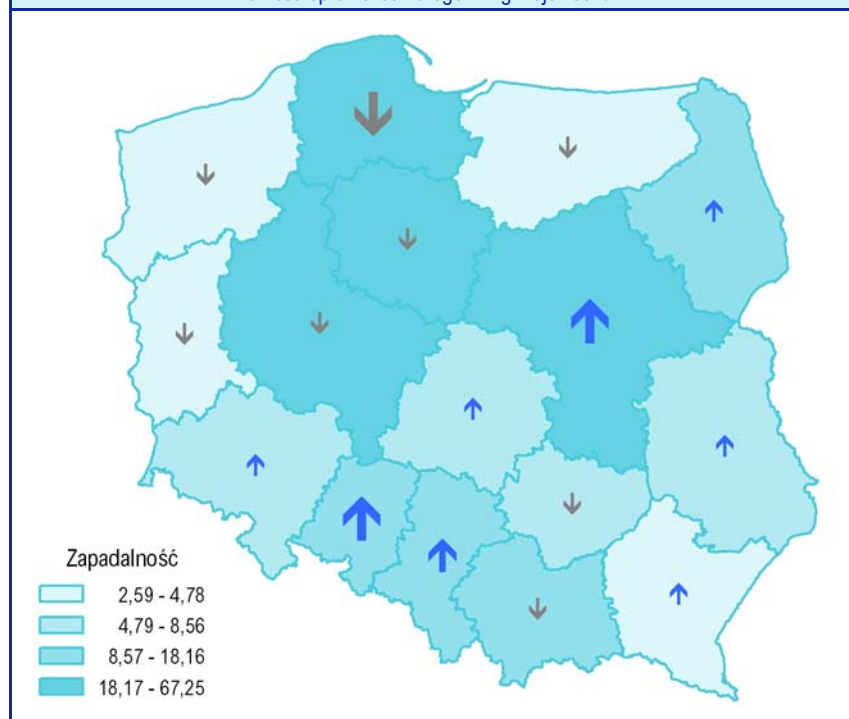 Zapadalność
2,59 - 4,78
4,79 - 8,56
8,57 - 18,16
18,17 - 67,25